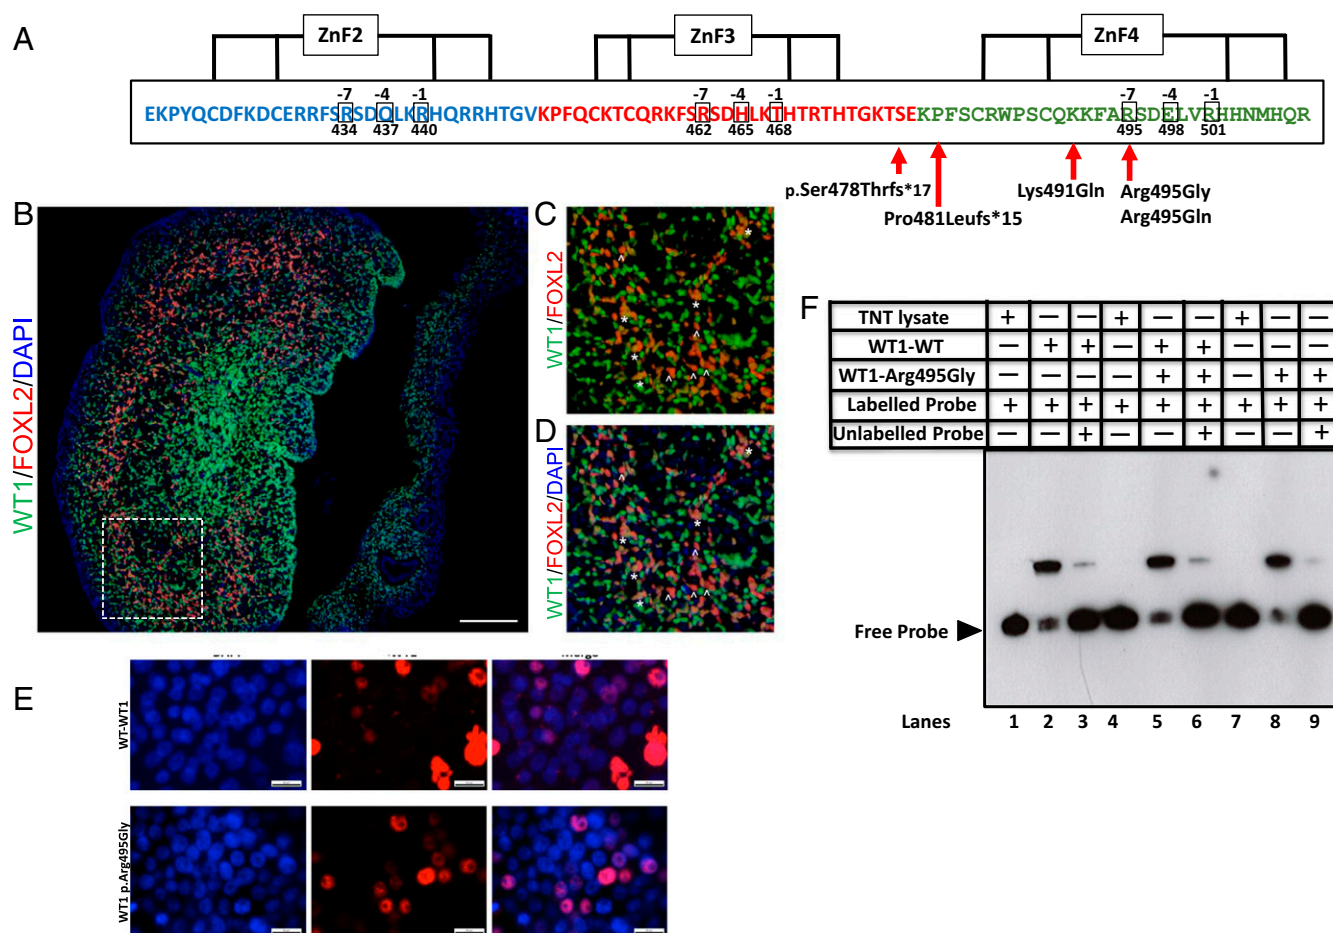 A
ZnF2 ZnF3 ZnF4
-7 -4 -1 -7 -4 -1 -7 -4 -1
EKPYQCDFKDCERRFSRSDQLKRHQRRHTGVKPFQCKTCQRKFSRSDHLKTHTRTHTGKTSEKPFSCRWPSCQKKFARSDELVRHHNMHQR
434 437 440 462 465 468 495 498 501
p.Ser478Thrfs*17
Pro481Leufs*15
Lys491Gln
Arg495Gly
Arg495Gln
B
WT1/FOXL2/DAPI
C
WT1/FOXL2
* ^ * ^ * * ^ ^ ^ *
D
WT1/FOXL2/DAPI
* ^ * ^ * * ^ ^ ^ *
E
WT-WT1
WT1 p.Arg495Gly
F
TNT lysate + — — + — — + — —
WT1-WT — + + — + + — — —
WT1-Arg495Gly — — — — + + — + +
Labelled Probe + + + + + + + + +
Unlabelled Probe — — + — — + — — +
Free Probe
Lanes 1 2 3 4 5 6 7 8 9